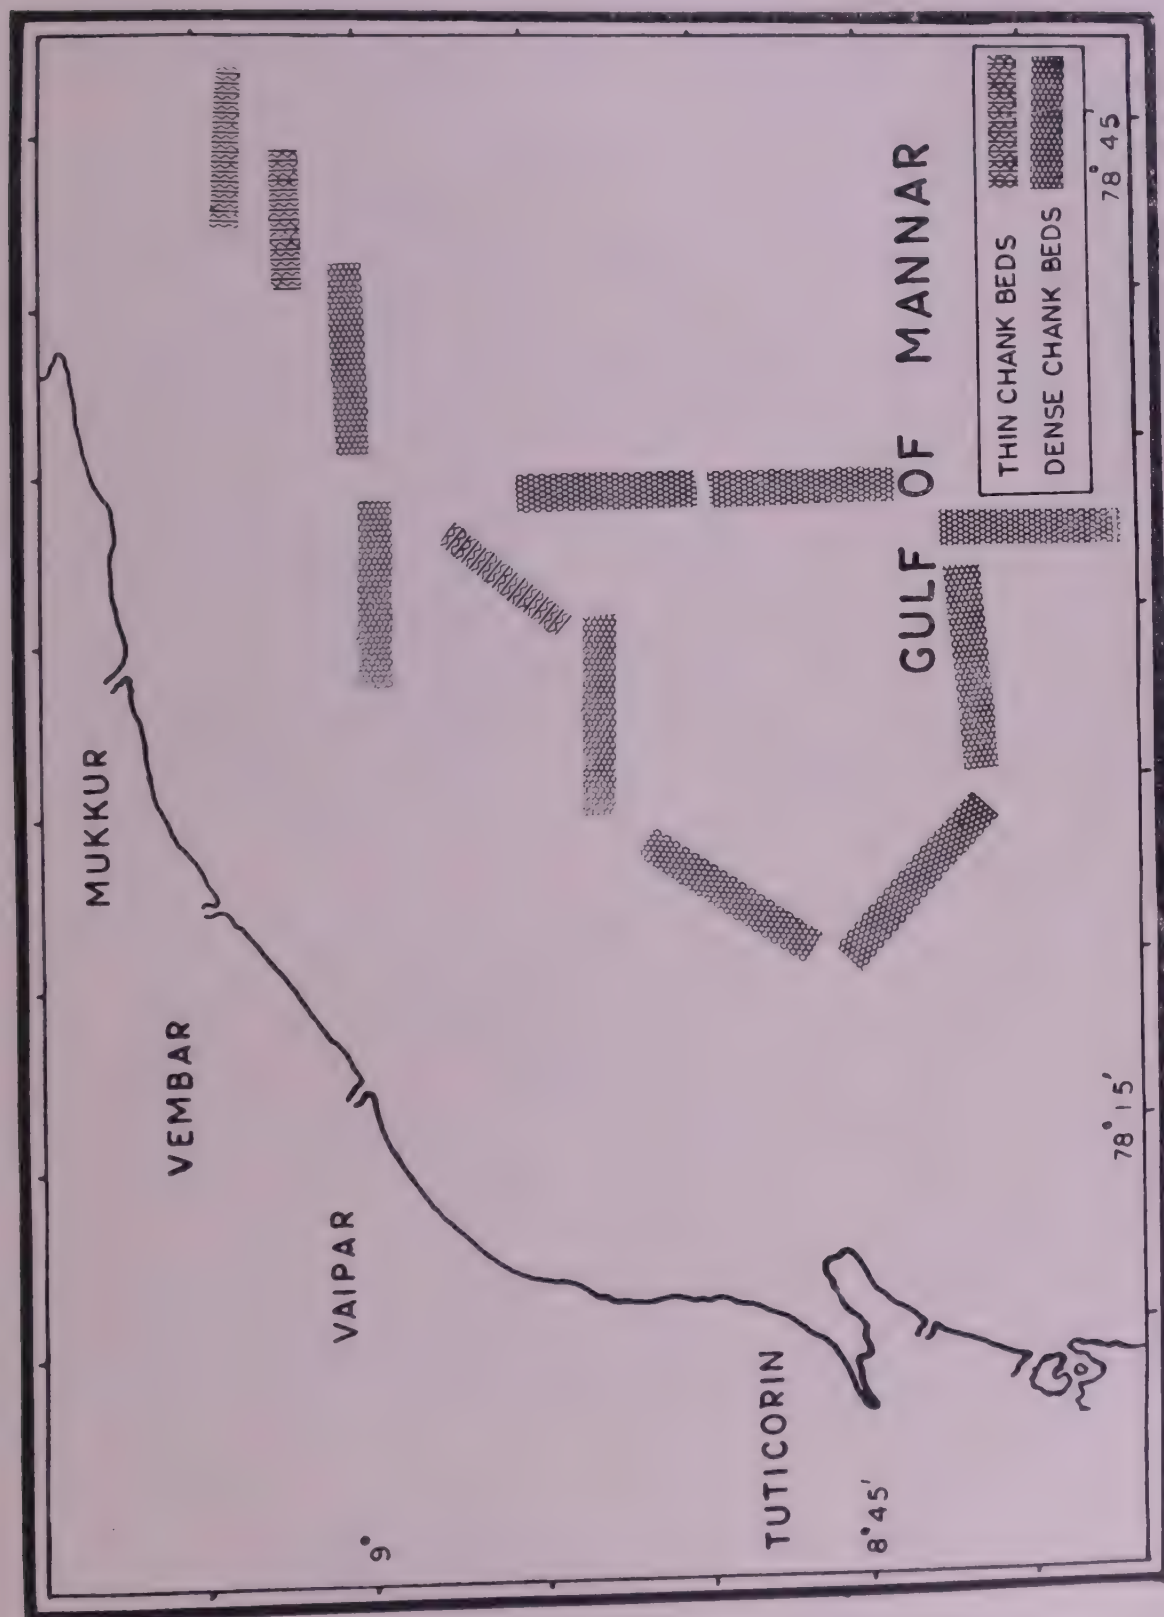 MUKKUR
VEMBAR
VAIPAR
9°
TUTICORIN
8°45'
GULF OF MANNAR
THIN CHANK BEDS
DENSE CHANK BEDS
78°15'
78°45'